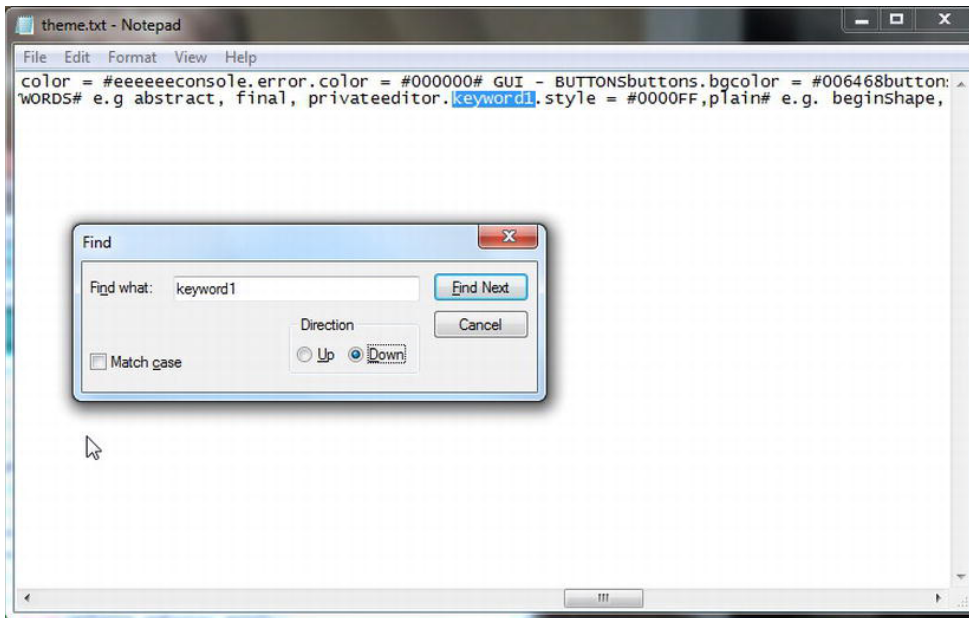 theme.txt - Notepad
File Edit Format View Help
color = #eeeeeeconsole.error.color = #000000# GUI - BUTTONSbuttons.bgcolor = #006468button:
WORDS# e.g abstract, final, privateeditor.keyword1.style = #0000FF,plain# e.g. beginShape,
Find
Find what: keyword1 Find Next
Direction Cancel
Match case Up Down